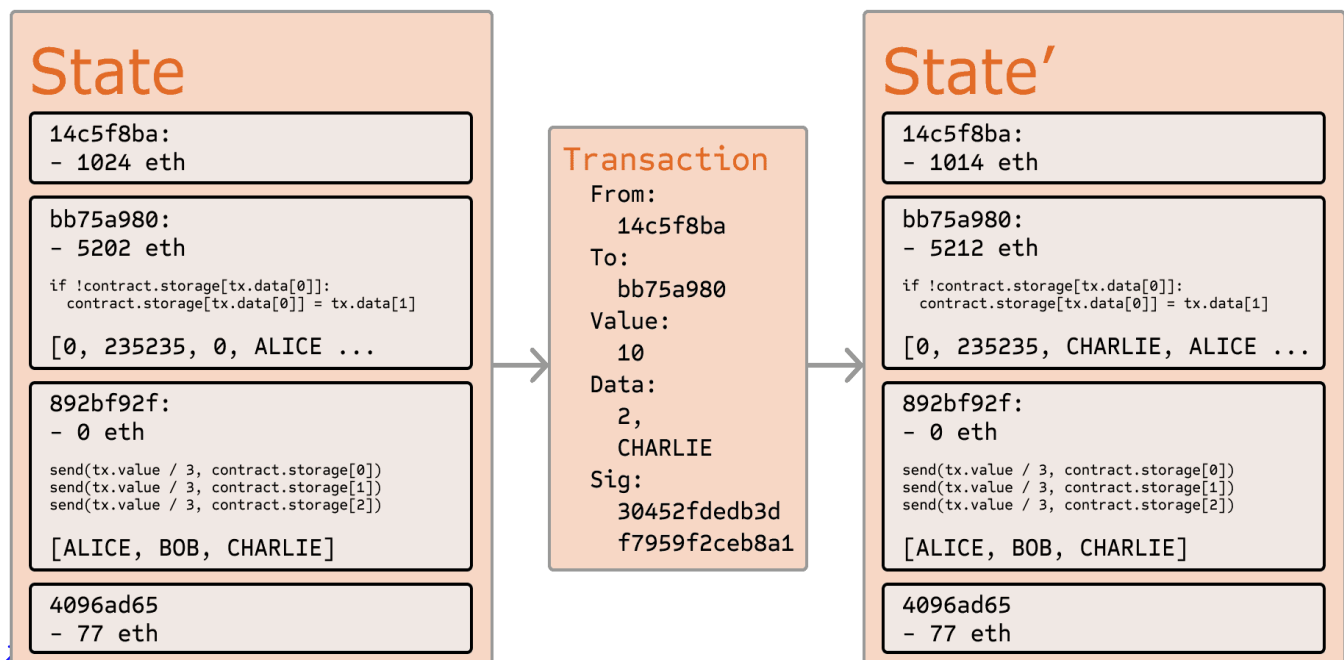 State
14c5f8ba:
- 1024 eth
bb75a980:
- 5202 eth
if !contract.storage[tx.data[0]]:
contract.storage[tx.data[0]] = tx.data[1]
[0, 235235, 0, ALICE ...
892bf92f:
- 0 eth
send(tx.value / 3, contract.storage[0])
send(tx.value / 3, contract.storage[1])
send(tx.value / 3, contract.storage[2])
[ALICE, BOB, CHARLIE]
4096ad65
- 77 eth
Transaction
From:
14c5f8ba
To:
bb75a980
Value:
10
Data:
2,
CHARLIE
Sig:
30452fdedb3d
f7959f2ceb8a1
State′
14c5f8ba:
- 1014 eth
bb75a980:
- 5212 eth
if !contract.storage[tx.data[0]]:
contract.storage[tx.data[0]] = tx.data[1]
[0, 235235, CHARLIE, ALICE ...
892bf92f:
- 0 eth
send(tx.value / 3, contract.storage[0])
send(tx.value / 3, contract.storage[1])
send(tx.value / 3, contract.storage[2])
[ALICE, BOB, CHARLIE]
4096ad65
- 77 eth